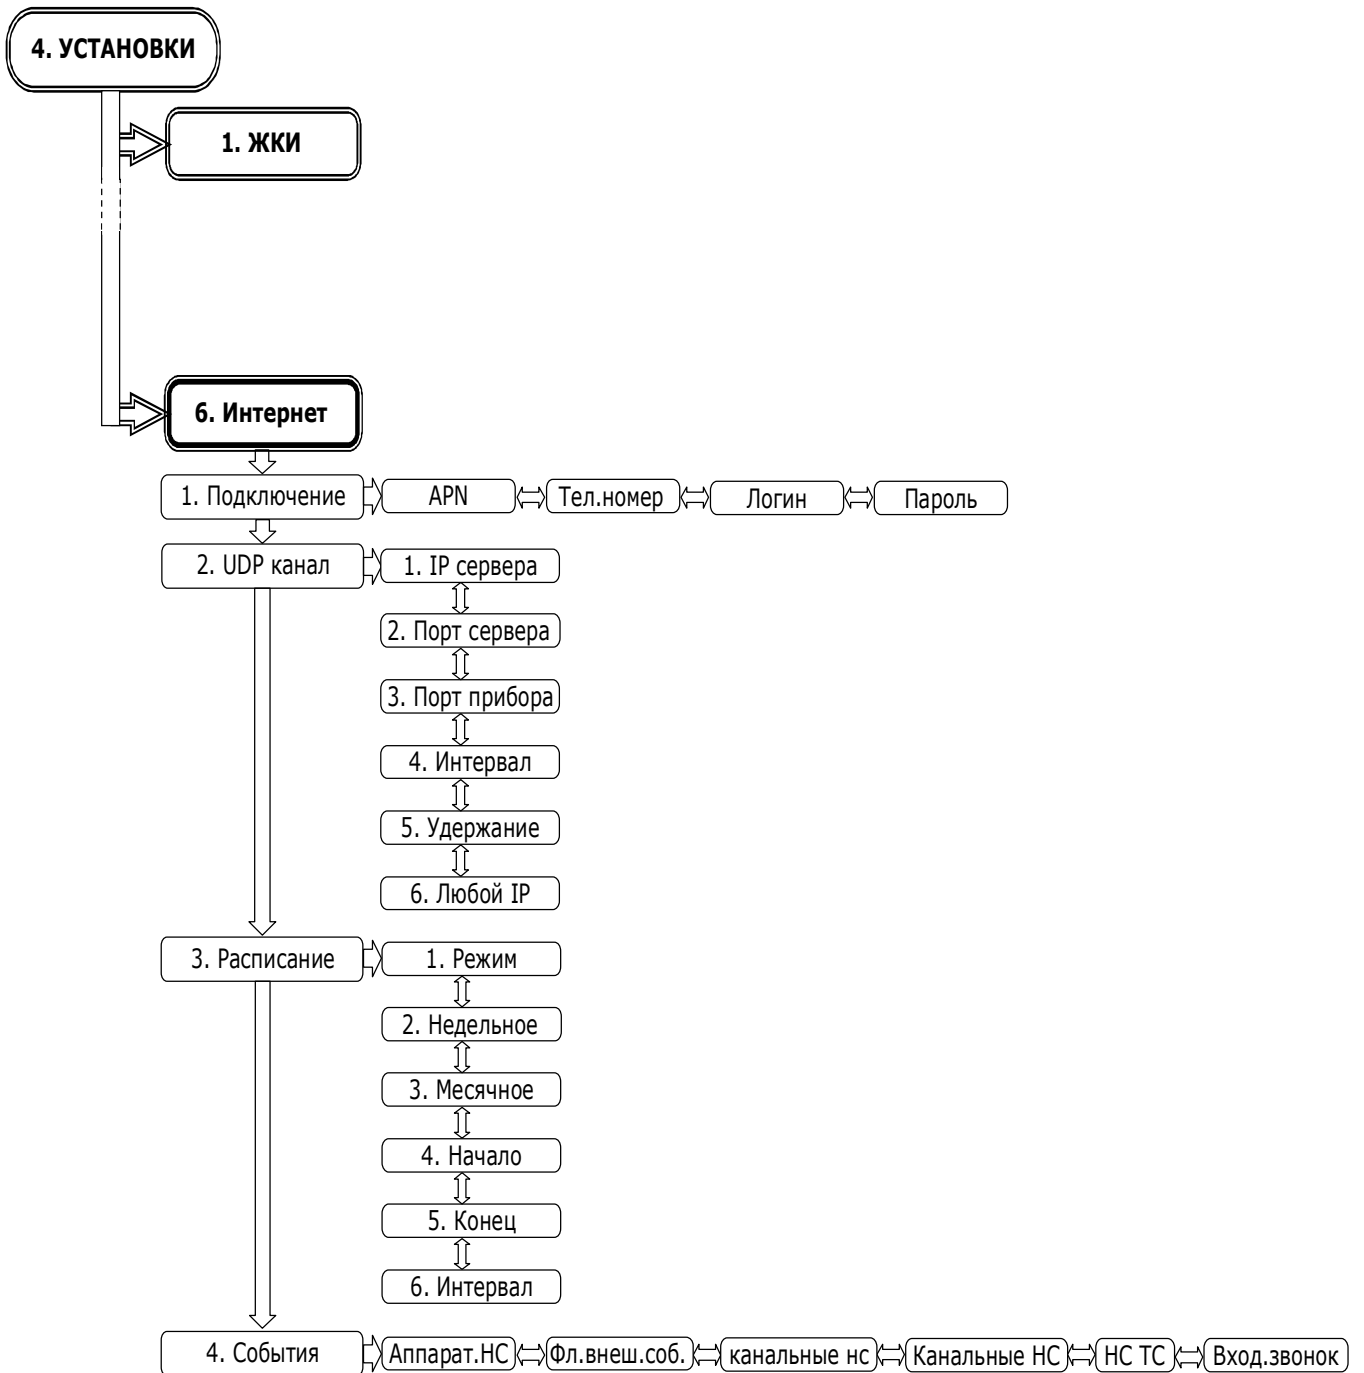 4. УСТАНОВКИ
1. ЖКИ
6. Интернет
1. Подключение
APN
Тел.номер
Логин
Пароль
2. UDP канал
1. IP сервера
2. Порт сервера
3. Порт прибора
4. Интервал
5. Удержание
6. Любой IP
3. Расписание
1. Режим
2. Недельное
3. Месячное
4. Начало
5. Конец
6. Интервал
4. События
Аппарат.НС
Фл.внеш.соб.
канальные нс
Канальные НС
НС ТС
Вход.звонок